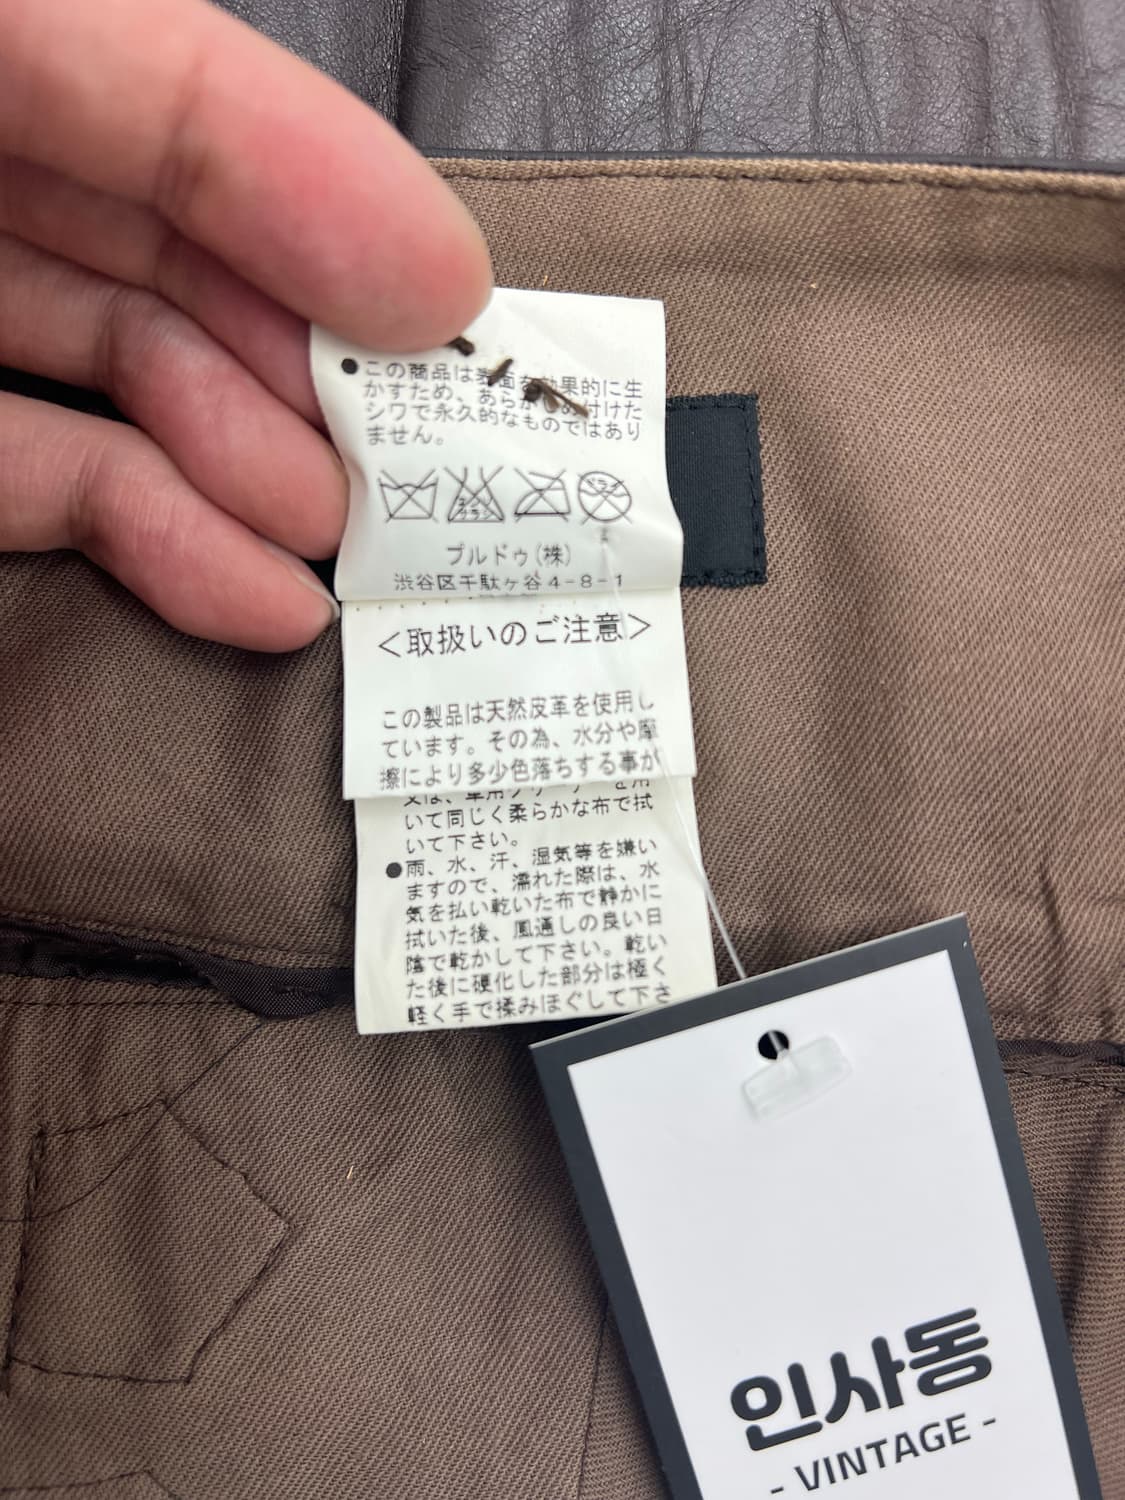 ●この商品は表面を効果的に生
かすため、あらかじめ付けた
シワで永久的なものではあり
ません。
エンソ
サラシ
ドライ
プルドゥ(株)
渋谷区千駄ヶ谷4-8-1
<取扱いのご注意>
この製品は天然皮革を使用し
ています。その為、水分や摩
擦により多少色落ちする事が
いて同じく柔らかな布で拭
いて下さい。
●雨、水、汗、湿気等を嫌い
ますので、濡れた際は、水
気を払い乾いた布で静かに
拭いた後、風通しの良い日
陰で乾かして下さい。乾い
た後に硬化した部分は極く
軽く手で揉みほぐして下さ
인사동
- VINTAGE -